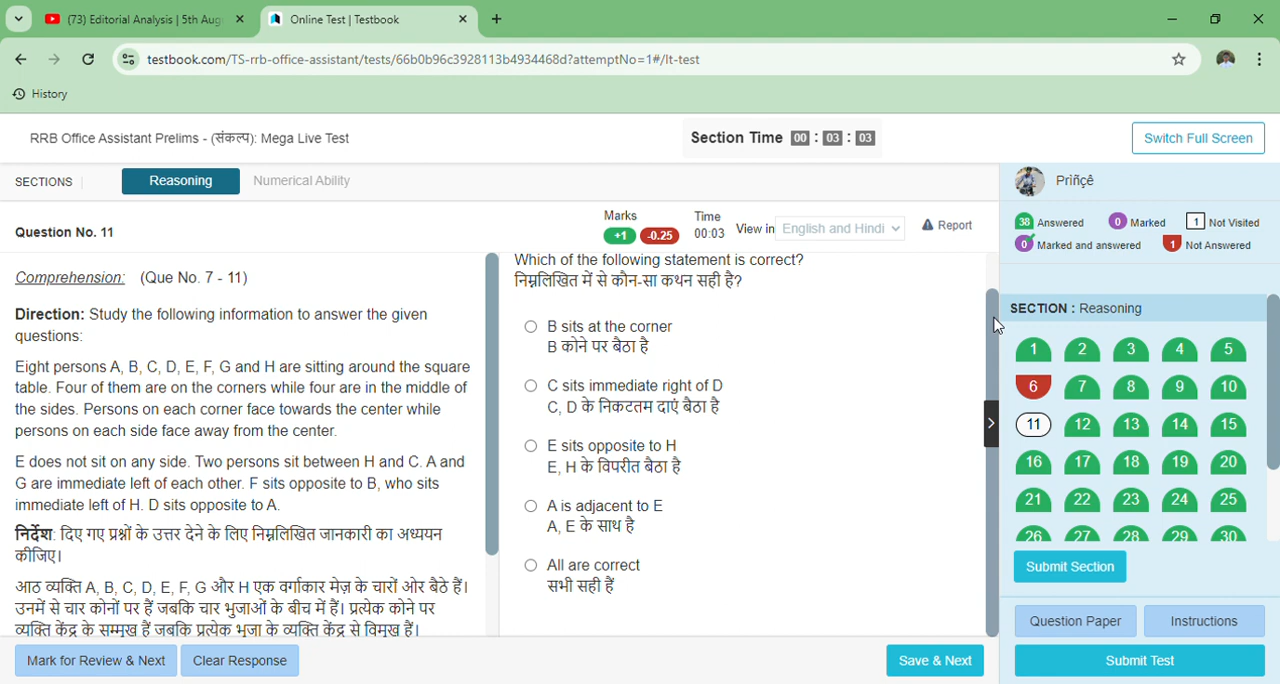 (73) Editorial Analysis | 5th Aug
Online Test | Testbook
testbook.com/TS-rrb-office-assistant/tests/66b0b96c3928113b4934468d?attemptNo=1#/lt-test
History
RRB Office Assistant Prelims - (संकल्प): Mega Live Test
Section Time 00 : 03 : 03
Switch Full Screen
SECTIONS
Reasoning
Numerical Ability
Prìñçê
Question No. 11
Marks
+1 -0.25
Time
00:03
View in English and Hindi
Report
38 Answered
0 Marked
1 Not Visited
0 Marked and answered
1 Not Answered
Comprehension: (Que No. 7 - 11)
Direction: Study the following information to answer the given
questions:
Eight persons A, B, C, D, E, F, G and H are sitting around the square
table. Four of them are on the corners while four are in the middle of
the sides. Persons on each corner face towards the center while
persons on each side face away from the center.
E does not sit on any side. Two persons sit between H and C. A and
G are immediate left of each other. F sits opposite to B, who sits
immediate left of H. D sits opposite to A.
निर्देश: दिए गए प्रश्नों के उत्तर देने के लिए निम्नलिखित जानकारी का अध्ययन
कीजिए।
आठ व्यक्ति A, B, C, D, E, F, G और H एक वर्गाकार मेज़ के चारों ओर बैठे हैं।
उनमें से चार कोनों पर हैं जबकि चार भुजाओं के बीच में हैं। प्रत्येक कोने पर
व्यक्ति केंद्र के सम्मुख हैं जबकि प्रत्येक भुजा के व्यक्ति केंद्र से विमुख हैं।
Which of the following statement is correct?
निम्नलिखित में से कौन-सा कथन सही है?
B sits at the corner
B कोने पर बैठा है
C sits immediate right of D
C, D के निकटतम दाएं बैठा है
E sits opposite to H
E, H के विपरीत बैठा है
A is adjacent to E
A, E के साथ है
All are correct
सभी सही हैं
SECTION : Reasoning
1 2 3 4 5
6 7 8 9 10
11 12 13 14 15
16 17 18 19 20
21 22 23 24 25
26 27 28 29 30
Submit Section
Question Paper
Instructions
Mark for Review & Next
Clear Response
Save & Next
Submit Test